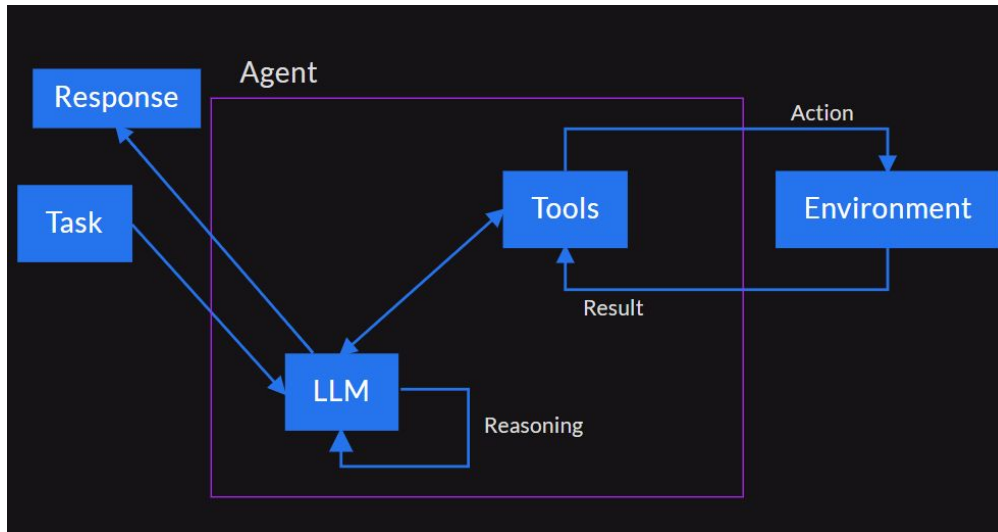 Agent
Response
Action
Task
Tools
Environment
Result
LLM
Reasoning